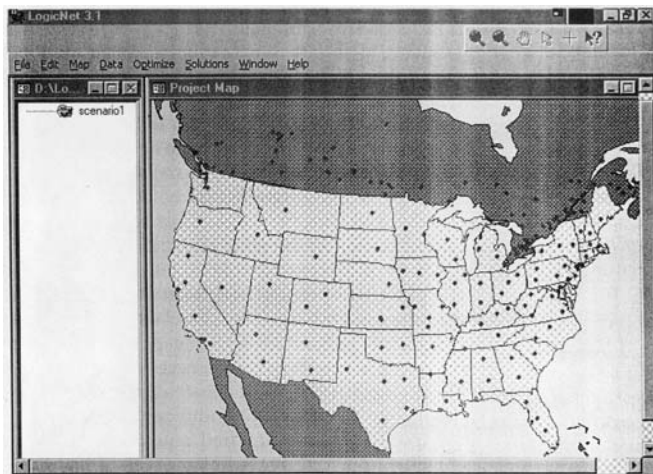 LogicNet 3.1
File Edit Map Data Optimize Solutions Window Help
D:\Lo...
Project Map
scenario1